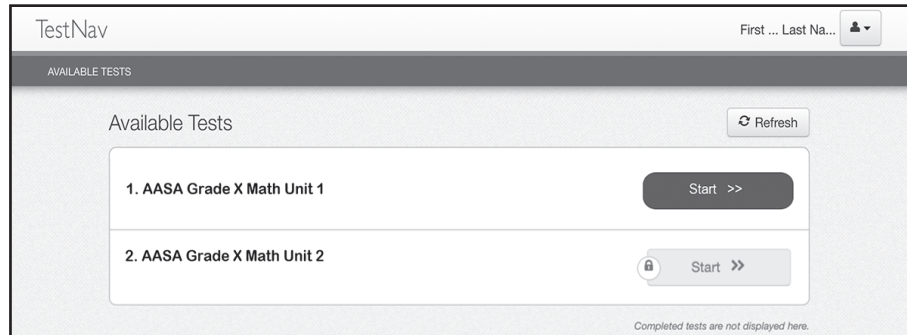 TestNav First ... Last Na...
AVAILABLE TESTS
Available Tests Refresh
1. AASA Grade X Math Unit 1 Start >>
2. AASA Grade X Math Unit 2 Start >>
Completed tests are not displayed here.